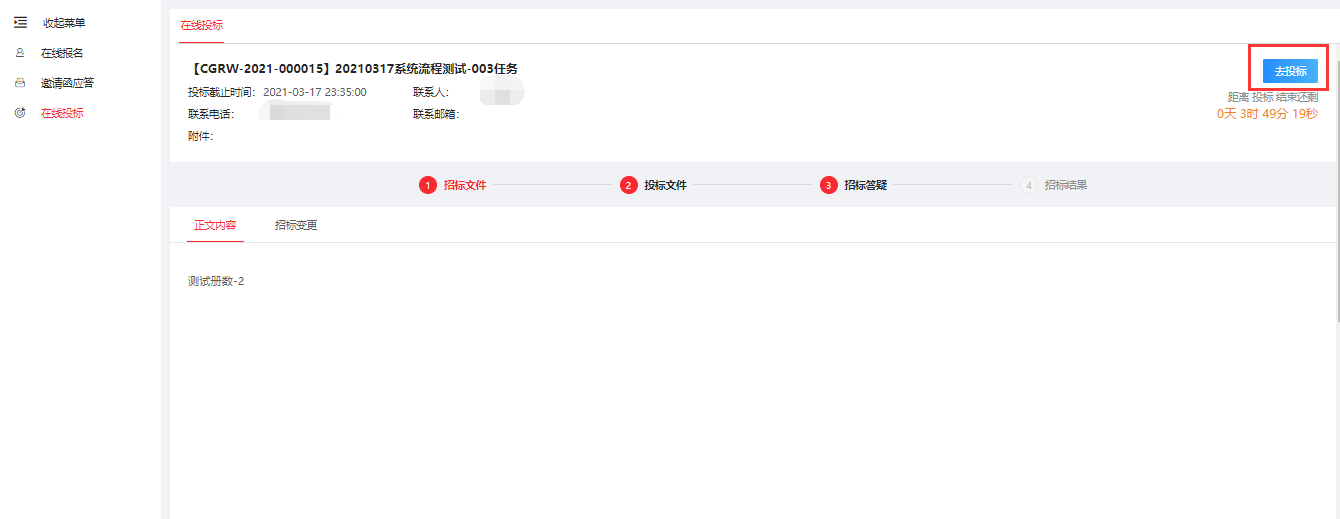 收起菜单
在线报名
邀请函应答
在线投标
在线投标
【CGRW-2021-000015】20210317系统流程测试-003任务
去投标
投标截止时间: 2021-03-17 23:35:00 联系人:
距离 投标 结束还剩
联系电话: 联系邮箱:
0天 3时 49分 19秒
附件:
1 招标文件 2 投标文件 3 招标答疑 4 招标结果
正文内容 招标变更
测试册数-2